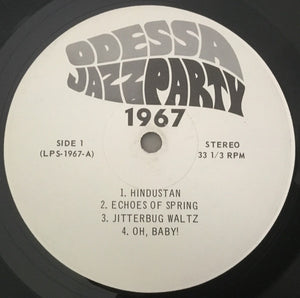 ODESSA
JAZZ PARTY
1967
SIDE 1
(LPS-1967-A)
STEREO
33 1/3 RPM
1. HINDUSTAN
2. ECHOES OF SPRING
3. JITTERBUG WALTZ
4. OH, BABY!